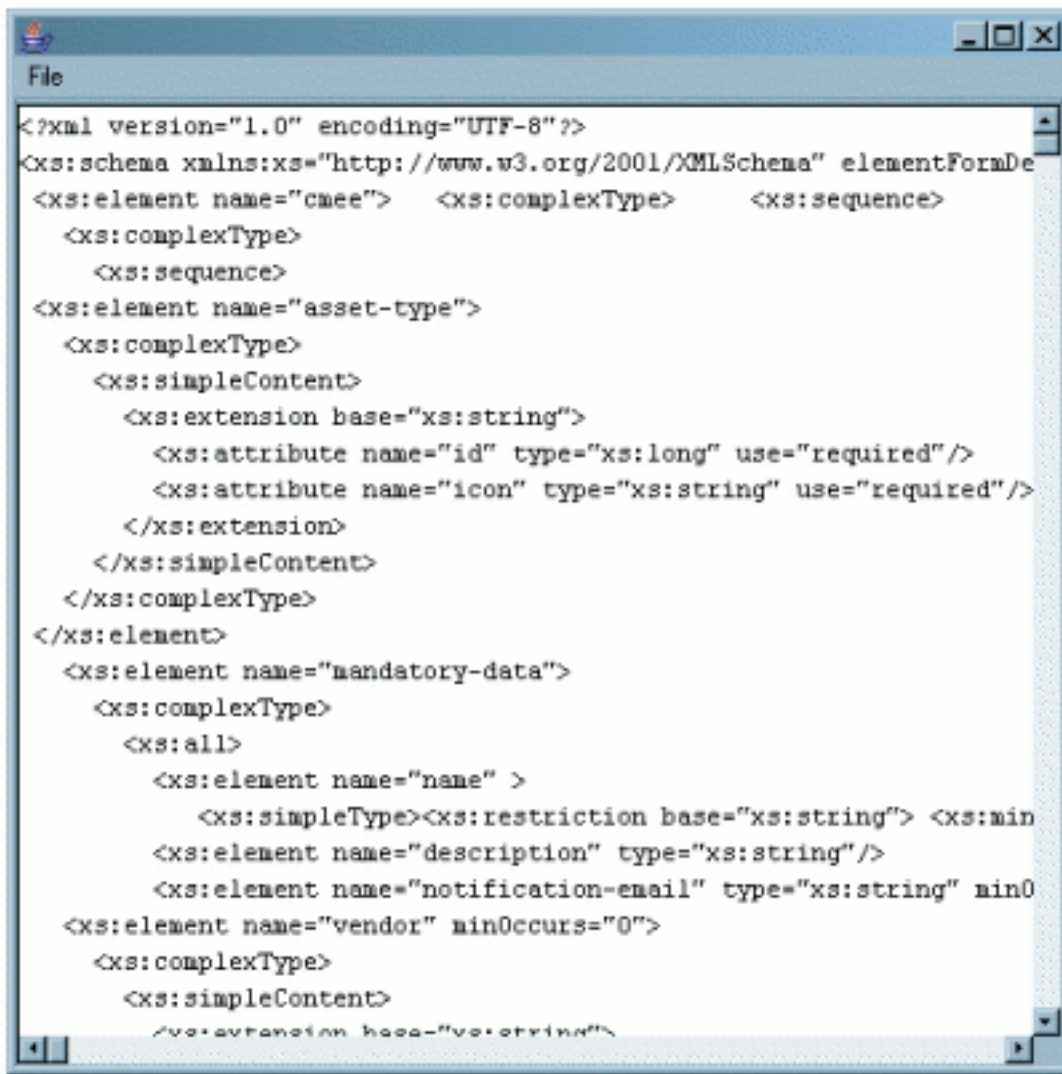 File
<?xml version="1.0" encoding="UTF-8"?>
<xs:schema xmlns:xs="http://www.w3.org/2001/XMLSchema" elementFormDe
<xs:element name="cmee">   <xs:complexType>     <xs:sequence>
<xs:complexType>
<xs:sequence>
<xs:element name="asset-type">
<xs:complexType>
<xs:simpleContent>
<xs:extension base="xs:string">
<xs:attribute name="id" type="xs:long" use="required"/>
<xs:attribute name="icon" type="xs:string" use="required"/>
</xs:extension>
</xs:simpleContent>
</xs:complexType>
</xs:element>
<xs:element name="mandatory-data">
<xs:complexType>
<xs:all>
<xs:element name="name" >
<xs:simpleType><xs:restriction base="xs:string"> <xs:min
<xs:element name="description" type="xs:string"/>
<xs:element name="notification-email" type="xs:string" minO
<xs:element name="vendor" minOccurs="0">
<xs:complexType>
<xs:simpleContent>
<xs:extension base="xs:string">